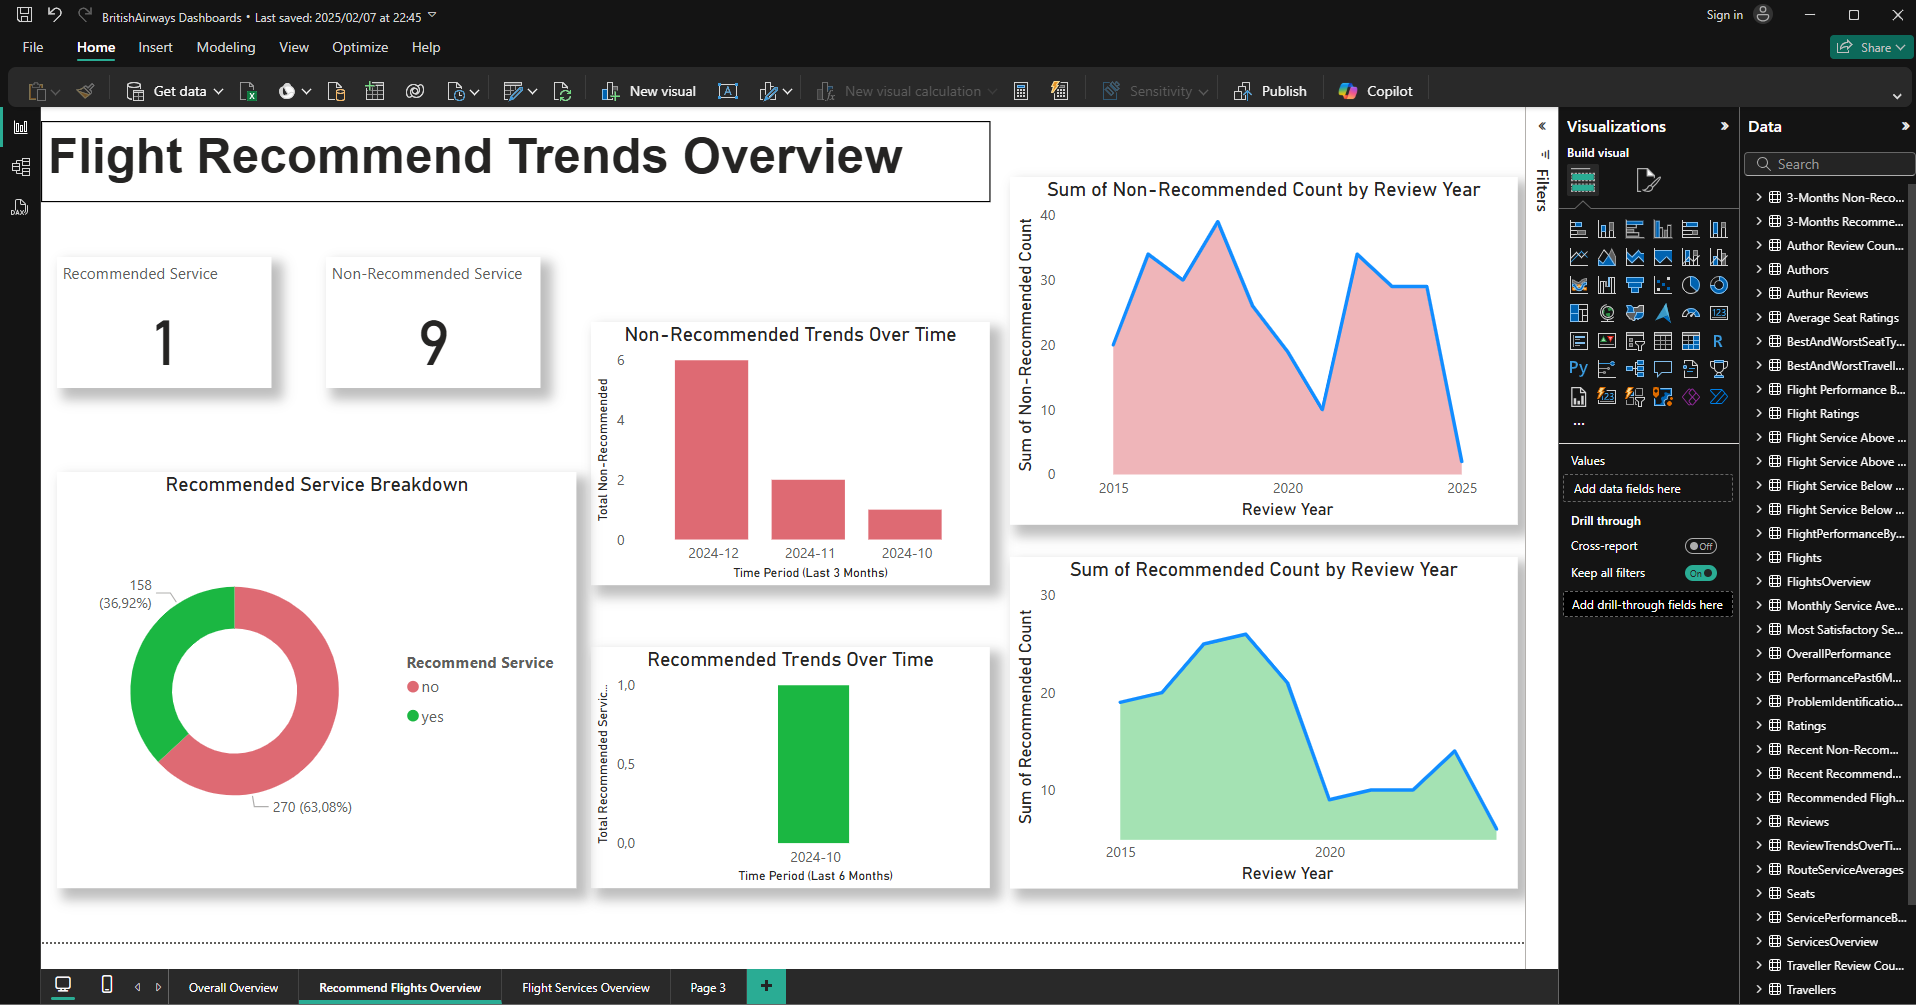 BritishAirways Dashboards • Last saved: 2025/02/07 at 22:45
Sign in
File
Home
Insert
Modeling
View
Optimize
Help
Share
Get data
New visual
New visual calculation
Sensitivity
Publish
Copilot
Flight Recommend Trends Overview
Recommended Service
1
Non-Recommended Service
9
Recommended Service Breakdown
158
(36,92%)
270 (63,08%)
Recommend Service
no
yes
Non-Recommended Trends Over Time
Total Non-Recommended
6
4
2
0
2024-12
2024-11
2024-10
Time Period (Last 3 Months)
Recommended Trends Over Time
Total Recommended Servic...
1,0
0,5
0,0
2024-10
Time Period (Last 6 Months)
Sum of Non-Recommended Count by Review Year
Sum of Non-Recommended Count
40
30
20
10
0
2015
2020
2025
Review Year
Sum of Recommended Count by Review Year
Sum of Recommended Count
30
20
10
2015
2020
Review Year
Filters
Visualizations
Build visual
123
R
Py
123
...
Values
Add data fields here
Drill through
Cross-report
Off
Keep all filters
On
Add drill-through fields here
Data
Search
3-Months Non-Reco...
3-Months Recomme...
Author Review Coun...
Authors
Authur Reviews
Average Seat Ratings
BestAndWorstSeatTy...
BestAndWorstTravell...
Flight Performance B...
Flight Ratings
Flight Service Above ...
Flight Service Above ...
Flight Service Below ...
Flight Service Below ...
FlightPerformanceBy...
Flights
FlightsOverview
Monthly Service Ave...
Most Satisfactory Se...
OverallPerformance
PerformancePast6M...
ProblemIdentificatio...
Ratings
Recent Non-Recom...
Recent Recommend...
Recommended Fligh...
Reviews
ReviewTrendsOverTi...
RouteServiceAverages
Seats
ServicePerformanceB...
ServicesOverview
Traveller Review Cou...
Travellers
DAX
Overall Overview
Recommend Flights Overview
Flight Services Overview
Page 3
+